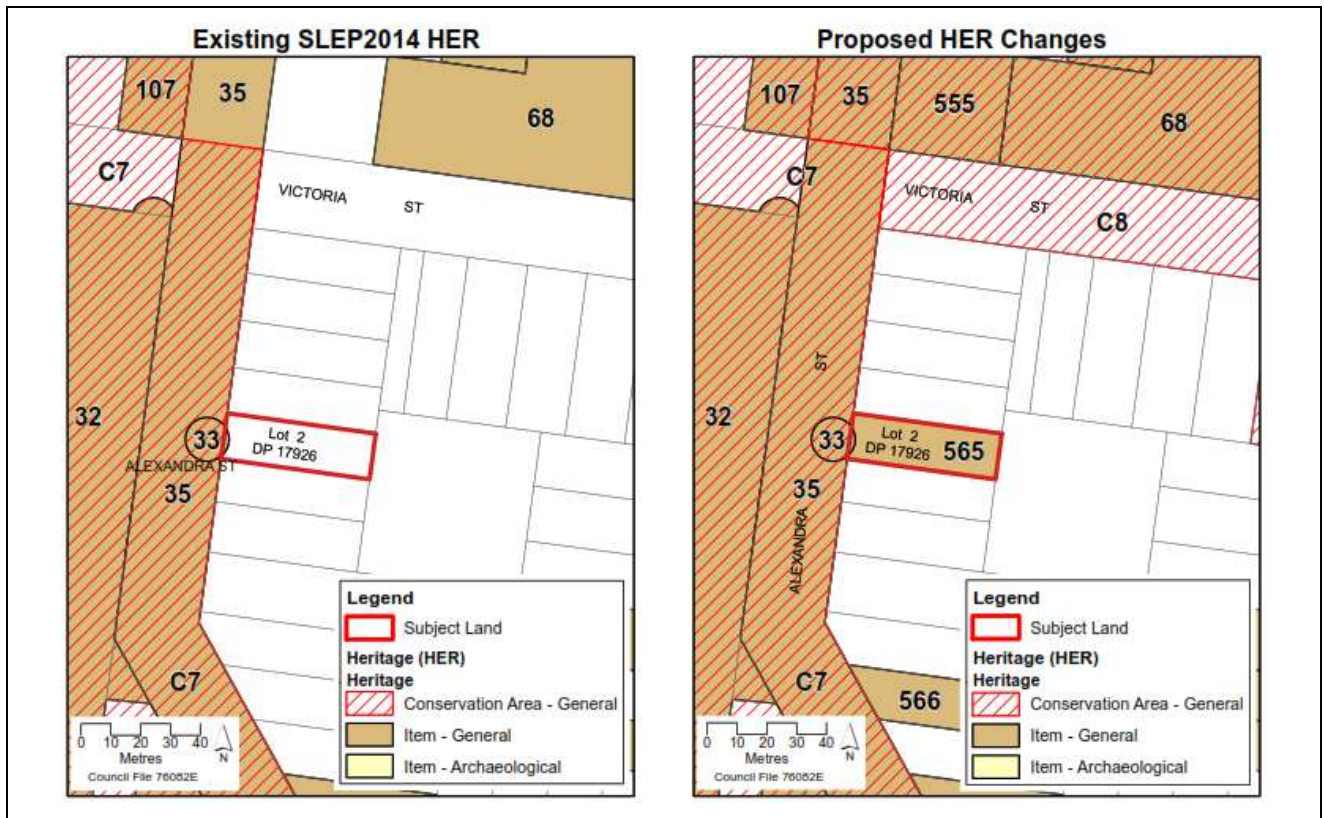 Existing SLEP2014 HER
107
35
68
C7
VICTORIA ST
32
33
Lot 2
DP 17926
ALEXANDRA ST
35
C7
0 10 20 30 40
Metres
N
Council File 76082E
Legend
Subject Land
Heritage (HER)
Heritage
Conservation Area - General
Item - General
Item - Archaeological
Proposed HER Changes
107
35
555
68
C7
VICTORIA ST
C8
ST
32
33
Lot 2
DP 17926
565
35
ALEXANDRA
C7
566
0 10 20 30 40
Metres
N
Council File 76082E
Legend
Subject Land
Heritage (HER)
Heritage
Conservation Area - General
Item - General
Item - Archaeological